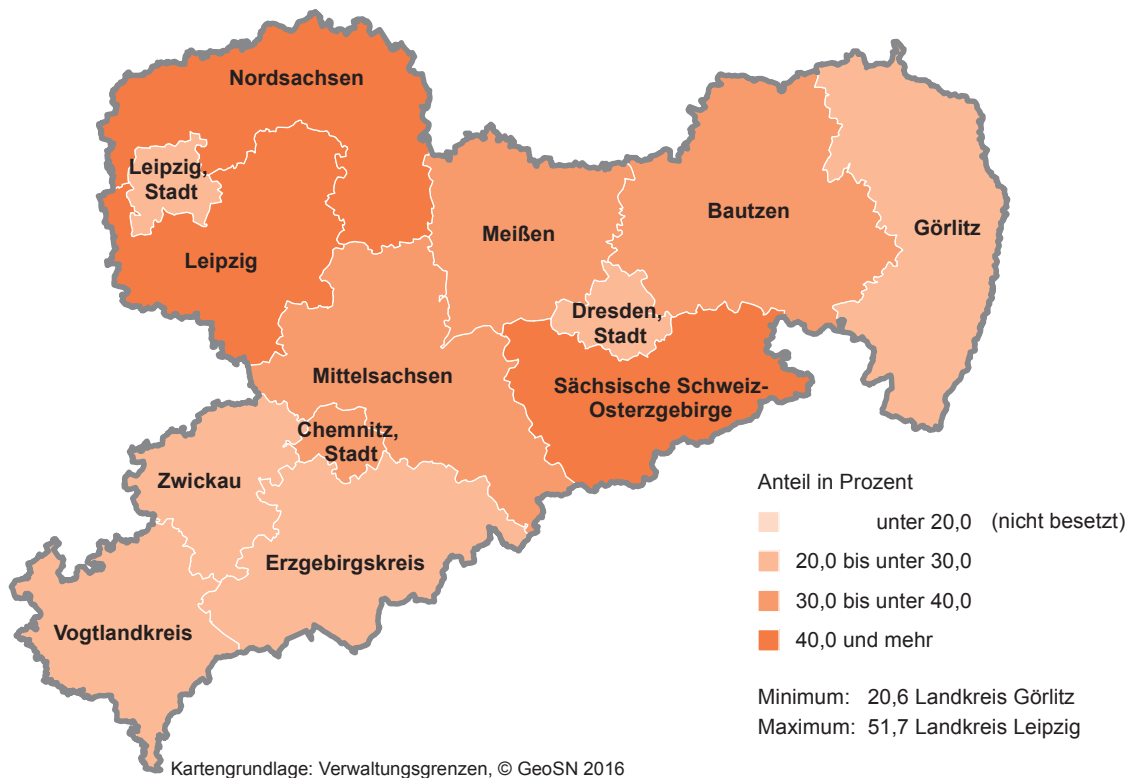 Nordsachsen
Leipzig,
Stadt
Leipzig
Meißen
Bautzen
Görlitz
Dresden,
Stadt
Mittelsachsen
Sächsische Schweiz-
Osterzgebirge
Chemnitz,
Stadt
Zwickau
Erzgebirgskreis
Vogtlandkreis
Anteil in Prozent
unter 20,0 (nicht besetzt)
20,0 bis unter 30,0
30,0 bis unter 40,0
40,0 und mehr
Minimum: 20,6 Landkreis Görlitz
Maximum: 51,7 Landkreis Leipzig
Kartengrundlage: Verwaltungsgrenzen, © GeoSN 2016